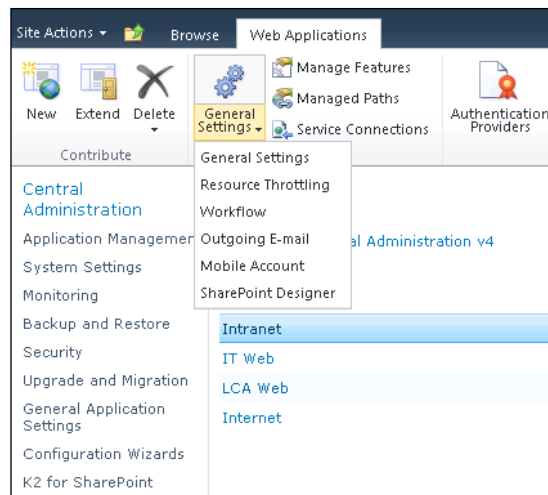 Site Actions
Browse
Web Applications
New
Extend
Delete
General
Settings
Manage Features
Managed Paths
Service Connections
Authentication
Providers
Contribute
General Settings
Resource Throttling
Workflow
Outgoing E-mail
Mobile Account
SharePoint Designer
Central
Administration
Application Managemen
System Settings
Monitoring
Backup and Restore
Security
Upgrade and Migration
General Application
Settings
Configuration Wizards
K2 for SharePoint
al Administration v4
Intranet
IT Web
LCA Web
Internet